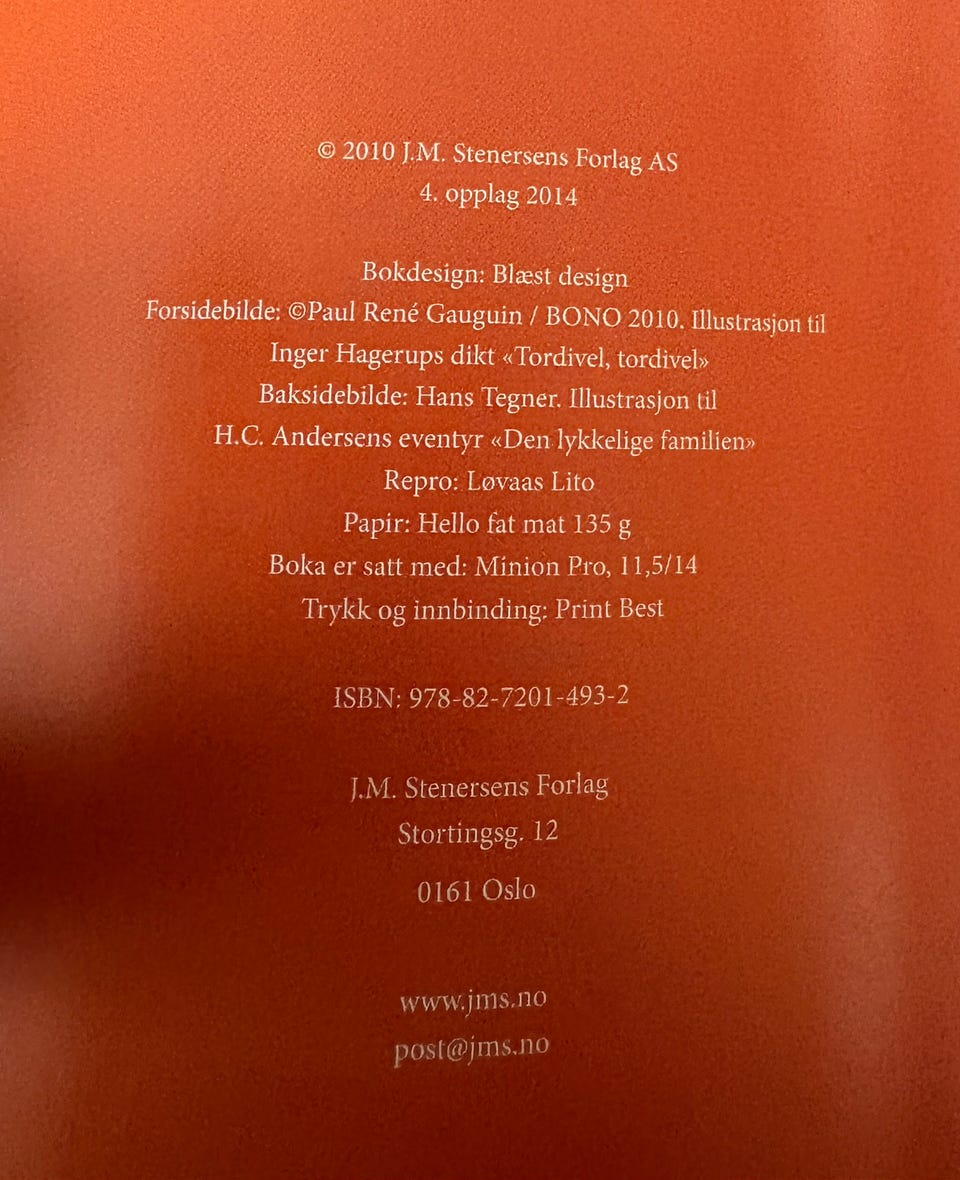 © 2010 J.M. Stenersens Forlag AS
4. opplag 2014
Bokdesign: Blæst design
Forsidebilde: ©Paul René Gauguin / BONO 2010. Illustrasjon til
Inger Hagerups dikt «Tordivel, tordivel»
Baksidebilde: Hans Tegner. Illustrasjon til
H.C. Andersens eventyr «Den lykkelige familien»
Repro: Løvaas Lito
Papir: Hello fat mat 135 g
Boka er satt med: Minion Pro, 11,5/14
Trykk og innbinding: Print Best
ISBN: 978-82-7201-493-2
J.M. Stenersens Forlag
Stortingsg. 12
0161 Oslo
www.jms.no
post@jms.no